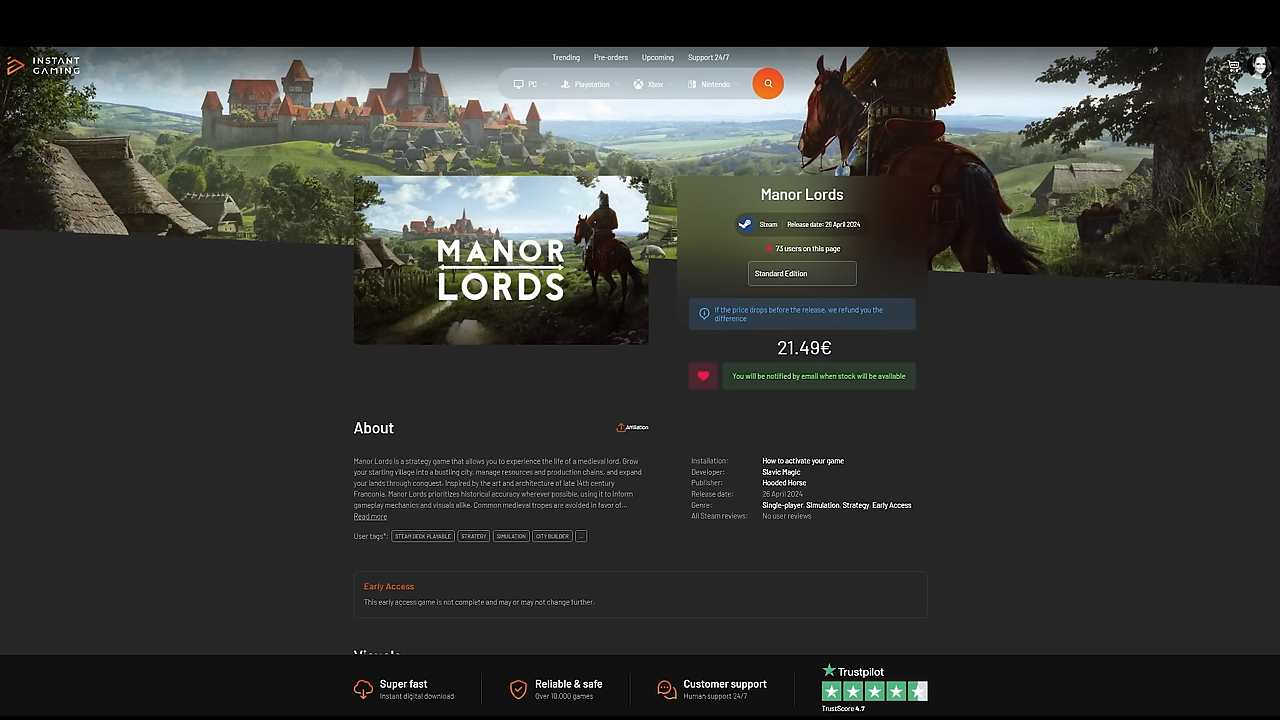 INSTANT
GAMING
Trending
Pre-orders
Upcoming
Support 24/7
PC
Playstation
Xbox
Nintendo
MANOR
LORDS
Manor Lords
Steam
Release date: 26 April 2024
73 users on this page
Standard Edition
If the price drops before the release, we refund you the
difference
21.49€
You will be notified by email when stock will be available
About
Affiliation
Manor Lords is a strategy game that allows you to experience the life of a medieval lord. Grow
your starting village into a bustling city, manage resources and production chains, and expand
your lands through conquest. Inspired by the art and architecture of late 14th century
Franconia, Manor Lords prioritizes historical accuracy wherever possible, using it to inform
gameplay mechanics and visuals alike. Common medieval tropes are avoided in favor of...
Read more
User tags*: STEAM DECK PLAYABLE STRATEGY SIMULATION CITY BUILDER ...
Installation: How to activate your game
Developer: Slavic Magic
Publisher: Hooded Horse
Release date: 26 April 2024
Genre: Single-player, Simulation, Strategy, Early Access
All Steam reviews: No user reviews
Early Access
This early access game is not complete and may or may not change further.
Visuals
Super fast
Instant digital download
Reliable & safe
Over 10.000 games
Customer support
Human support 24/7
Trustpilot
TrustScore 4.7